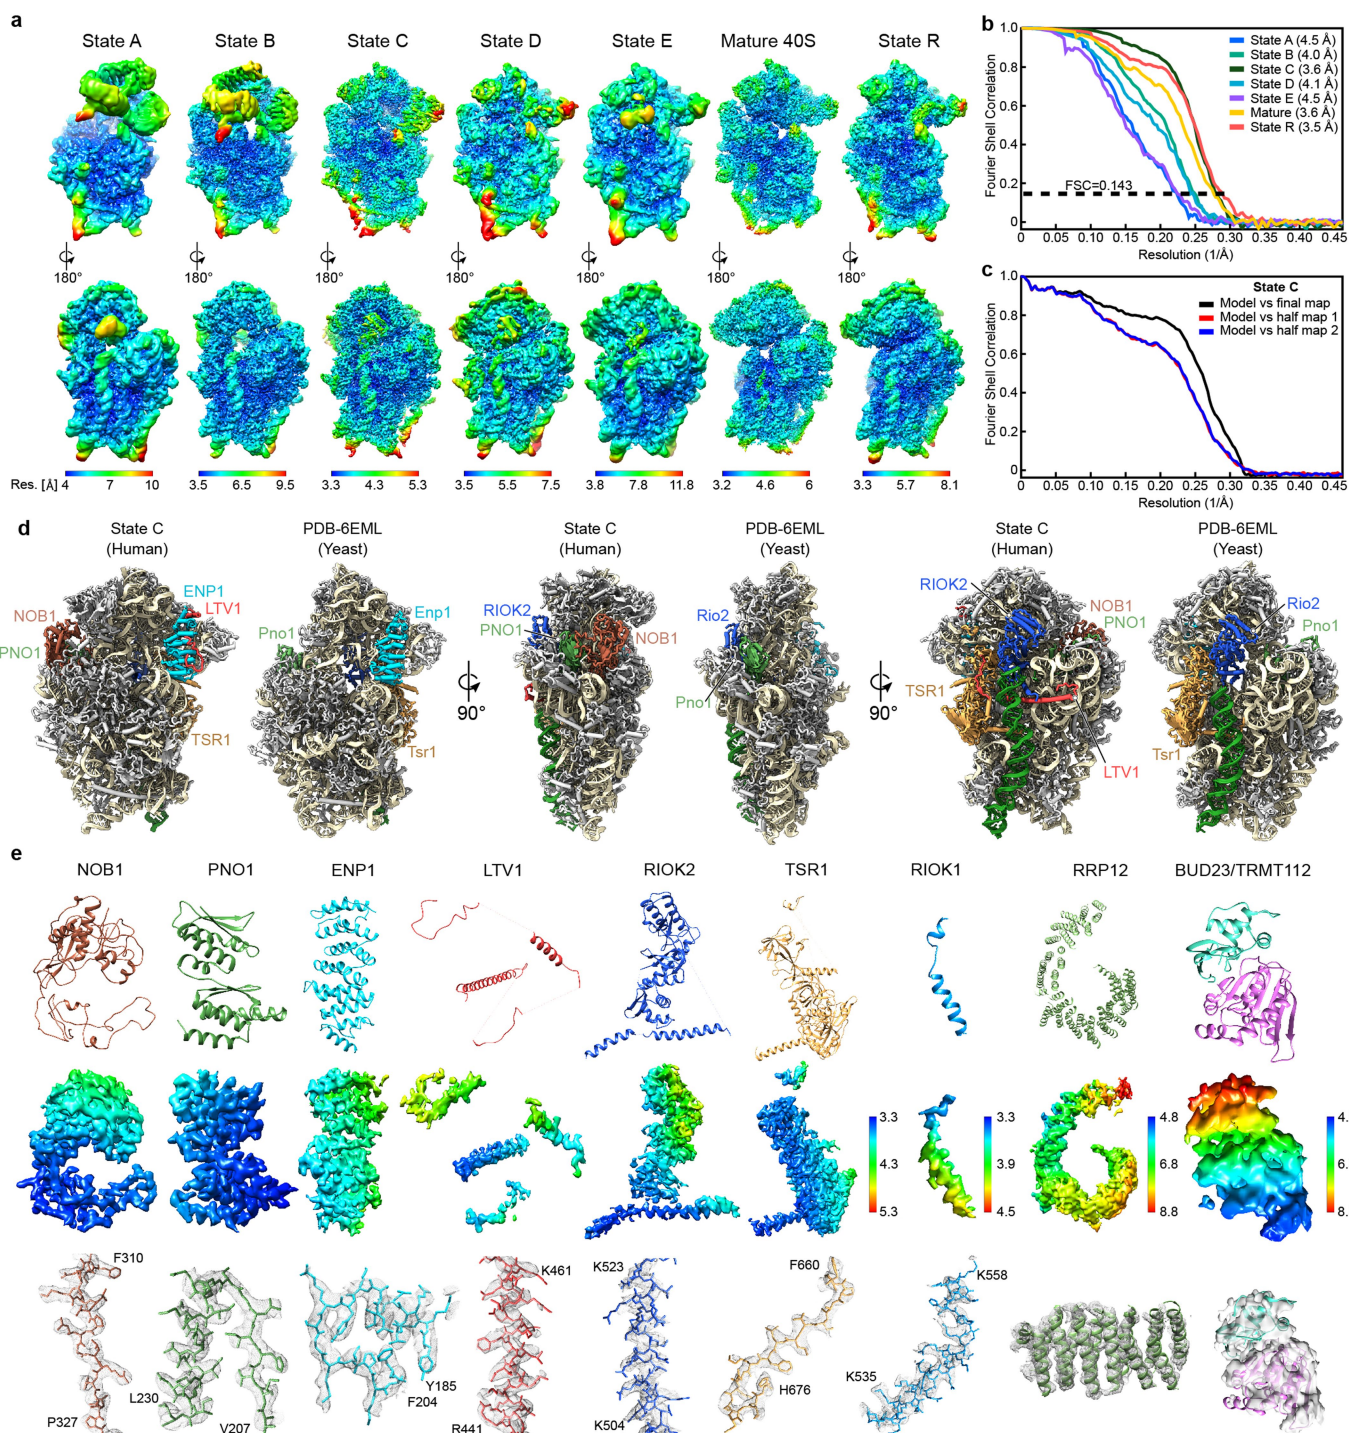 a
State A
State B
State C
State D
State E
Mature 40S
State R
180°
180°
180°
180°
180°
180°
180°
Res. [Å]
4 7 10
3.5 6.5 9.5
3.3 4.3 5.3
3.5 5.5 7.5
3.8 7.8 11.8
3.2 4.6 6
3.3 5.7 8.1
b
Fourier Shell Correlation
1.0
0.8
0.6
0.4
0.2
0
State A (4.5 Å)
State B (4.0 Å)
State C (3.6 Å)
State D (4.1 Å)
State E (4.5 Å)
Mature (3.6 Å)
State R (3.5 Å)
FSC=0.143
0 0.05 0.10 0.15 0.20 0.25 0.30 0.35 0.40 0.45
Resolution (1/Å)
c
Fourier Shell Correlation
1.0
0.8
0.6
0.4
0.2
0
State C
Model vs final map
Model vs half map 1
Model vs half map 2
0 0.05 0.10 0.15 0.20 0.25 0.30 0.35 0.40 0.45
Resolution (1/Å)
d
State C
(Human)
NOB1
PNO1
ENP1
LTV1
TSR1
PDB-6EML
(Yeast)
Pno1
Enp1
Tsr1
90°
State C
(Human)
RIOK2
PNO1
NOB1
PDB-6EML
(Yeast)
Rio2
Pno1
90°
State C
(Human)
RIOK2
NOB1
PNO1
TSR1
LTV1
PDB-6EML
(Yeast)
Rio2
Pno1
Tsr1
e
NOB1
PNO1
ENP1
LTV1
RIOK2
TSR1
RIOK1
RRP12
BUD23/TRMT112
3.3
4.3
5.3
3.3
3.9
4.5
4.8
6.8
8.8
4.
6.
8.
F310
P327
L230
V207
Y185
F204
K461
R441
K523
K504
F660
H676
K558
K535